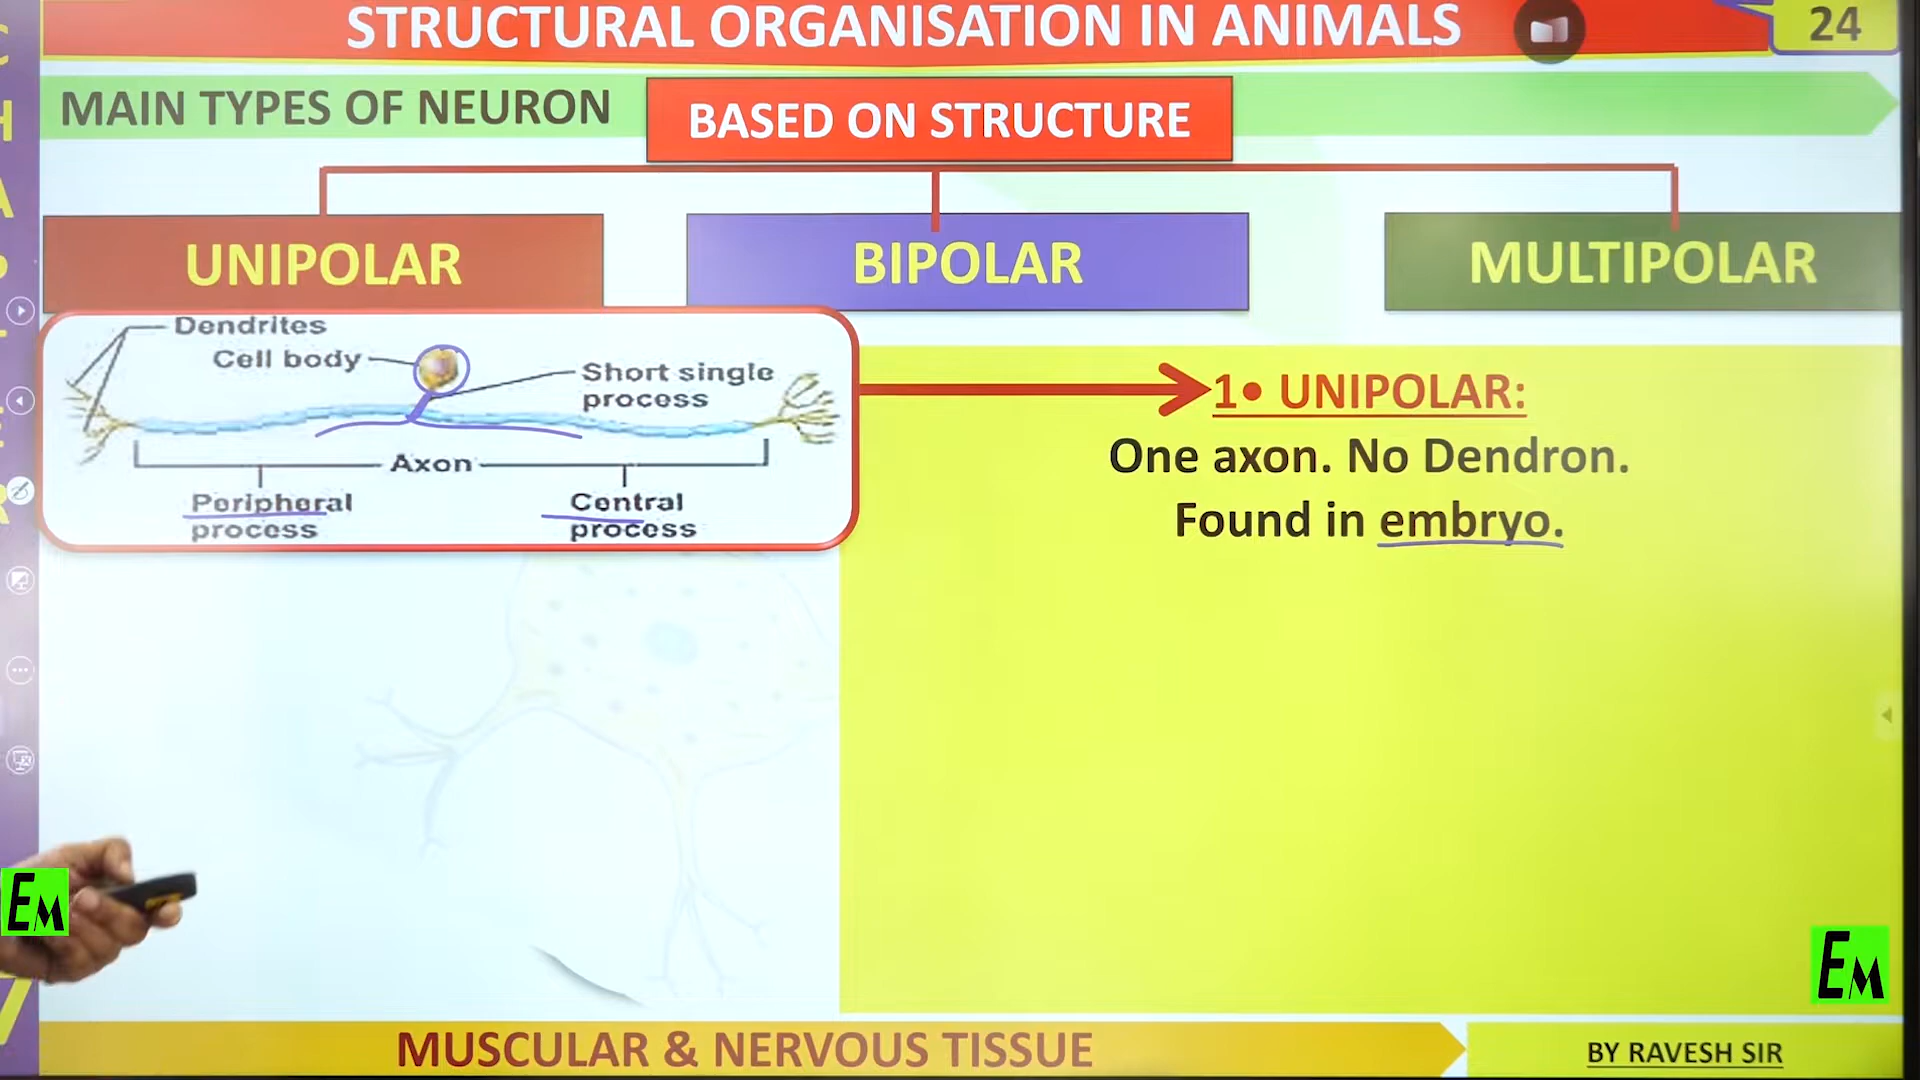 STRUCTURAL ORGANISATION IN ANIMALS
24
MAIN TYPES OF NEURON
BASED ON STRUCTURE
UNIPOLAR
BIPOLAR
MULTIPOLAR
Dendrites
Cell body
Short single
process
Axon
Peripheral
process
Central
process
1• UNIPOLAR:
One axon. No Dendron.
Found in embryo.
EM
EM
MUSCULAR & NERVOUS TISSUE
BY RAVESH SIR